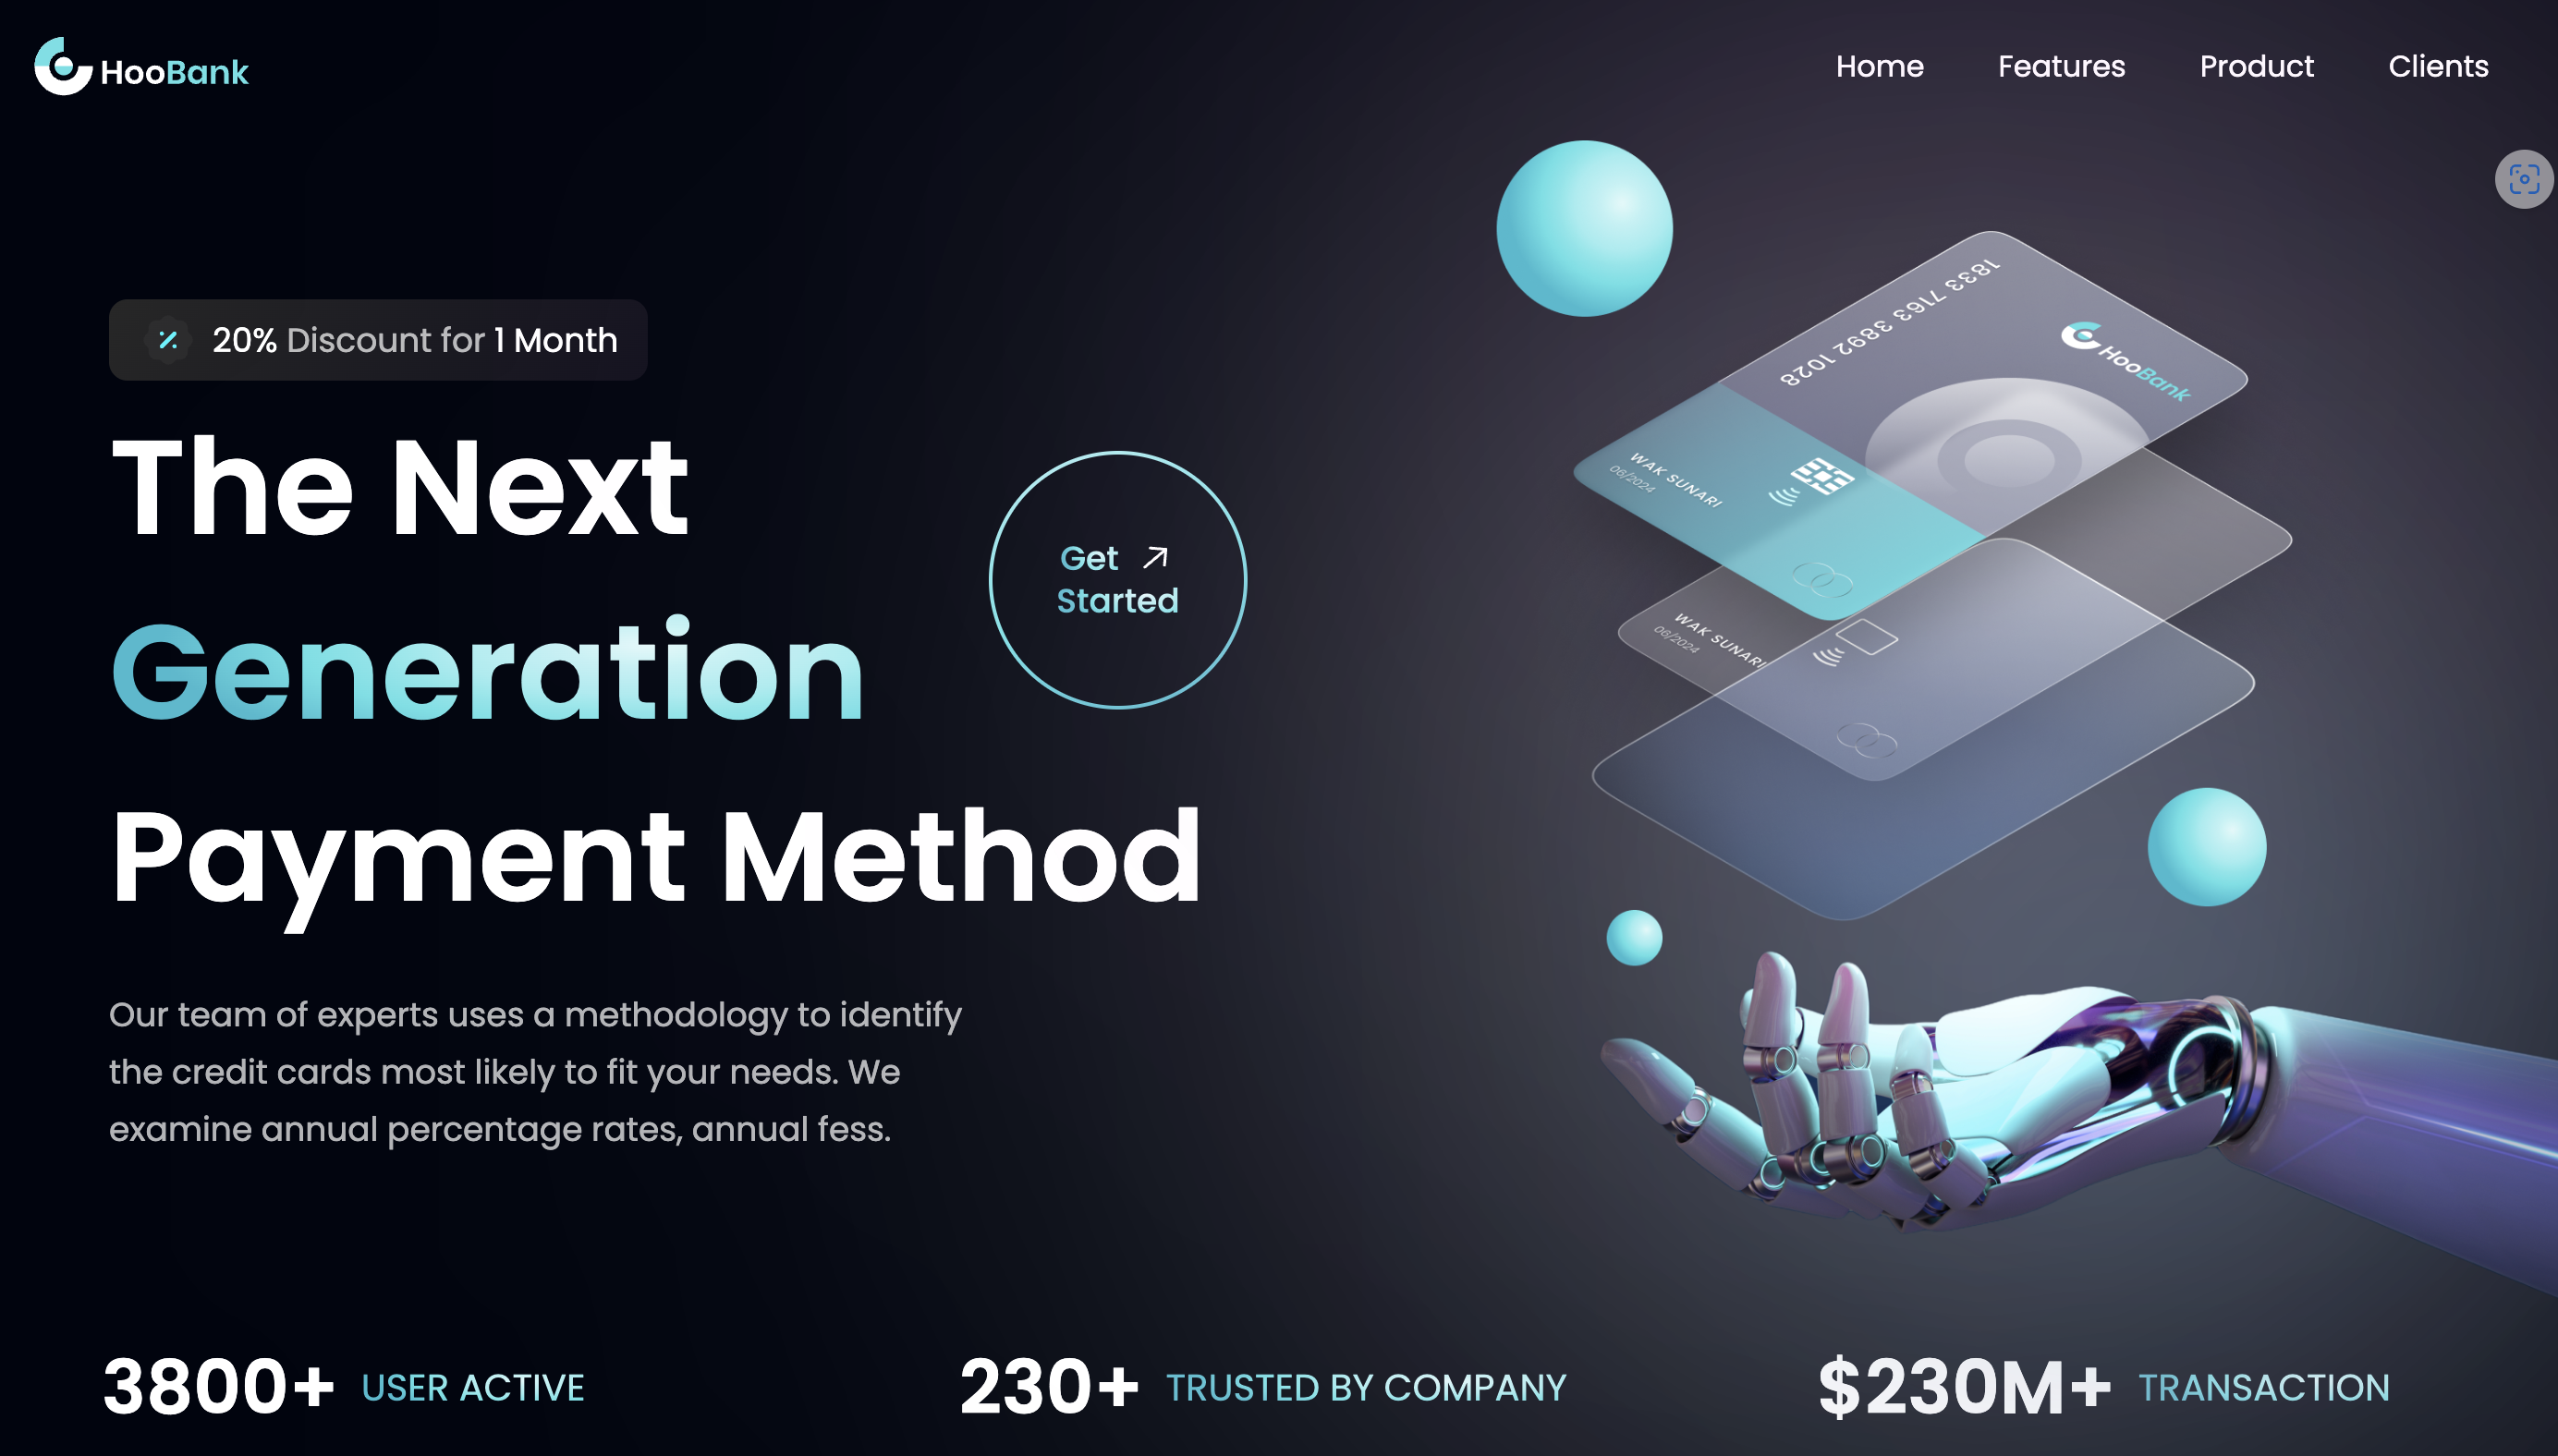 HooBank
Home Features Product Clients
20% Discount for 1 Month
The Next
Generation
Payment Method
Get
Started
Our team of experts uses a methodology to identify
the credit cards most likely to fit your needs. We
examine annual percentage rates, annual fess.
1833 7163 3892 1028
HooBank
WAK SUNARI
06/2024
WAK SUNARI
06/2024
3800+ USER ACTIVE
230+ TRUSTED BY COMPANY
$230M+ TRANSACTION